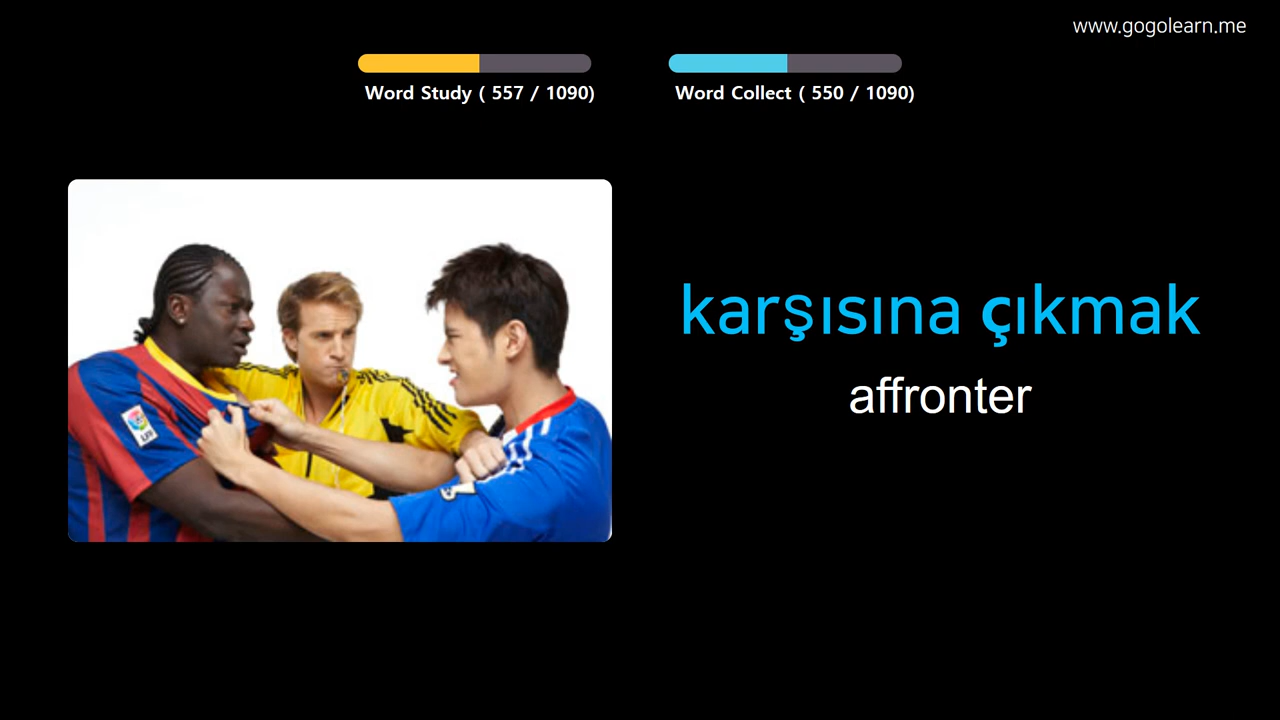 www.gogolearn.me
Word Study ( 557 / 1090)
Word Collect ( 550 / 1090)
karşısına çıkmak
affronter